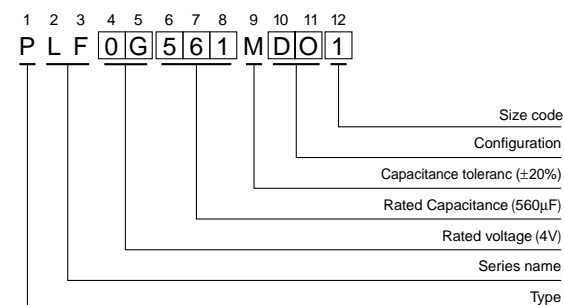 1 2 3 4 5 6 7 8 9 10 11 12
P L F 0 G 5 6 1 M D O 1
Size code
Configuration
Capacitance toleranc (±20%)
Rated Capacitance (560μF)
Rated voltage (4V)
Series name
Type